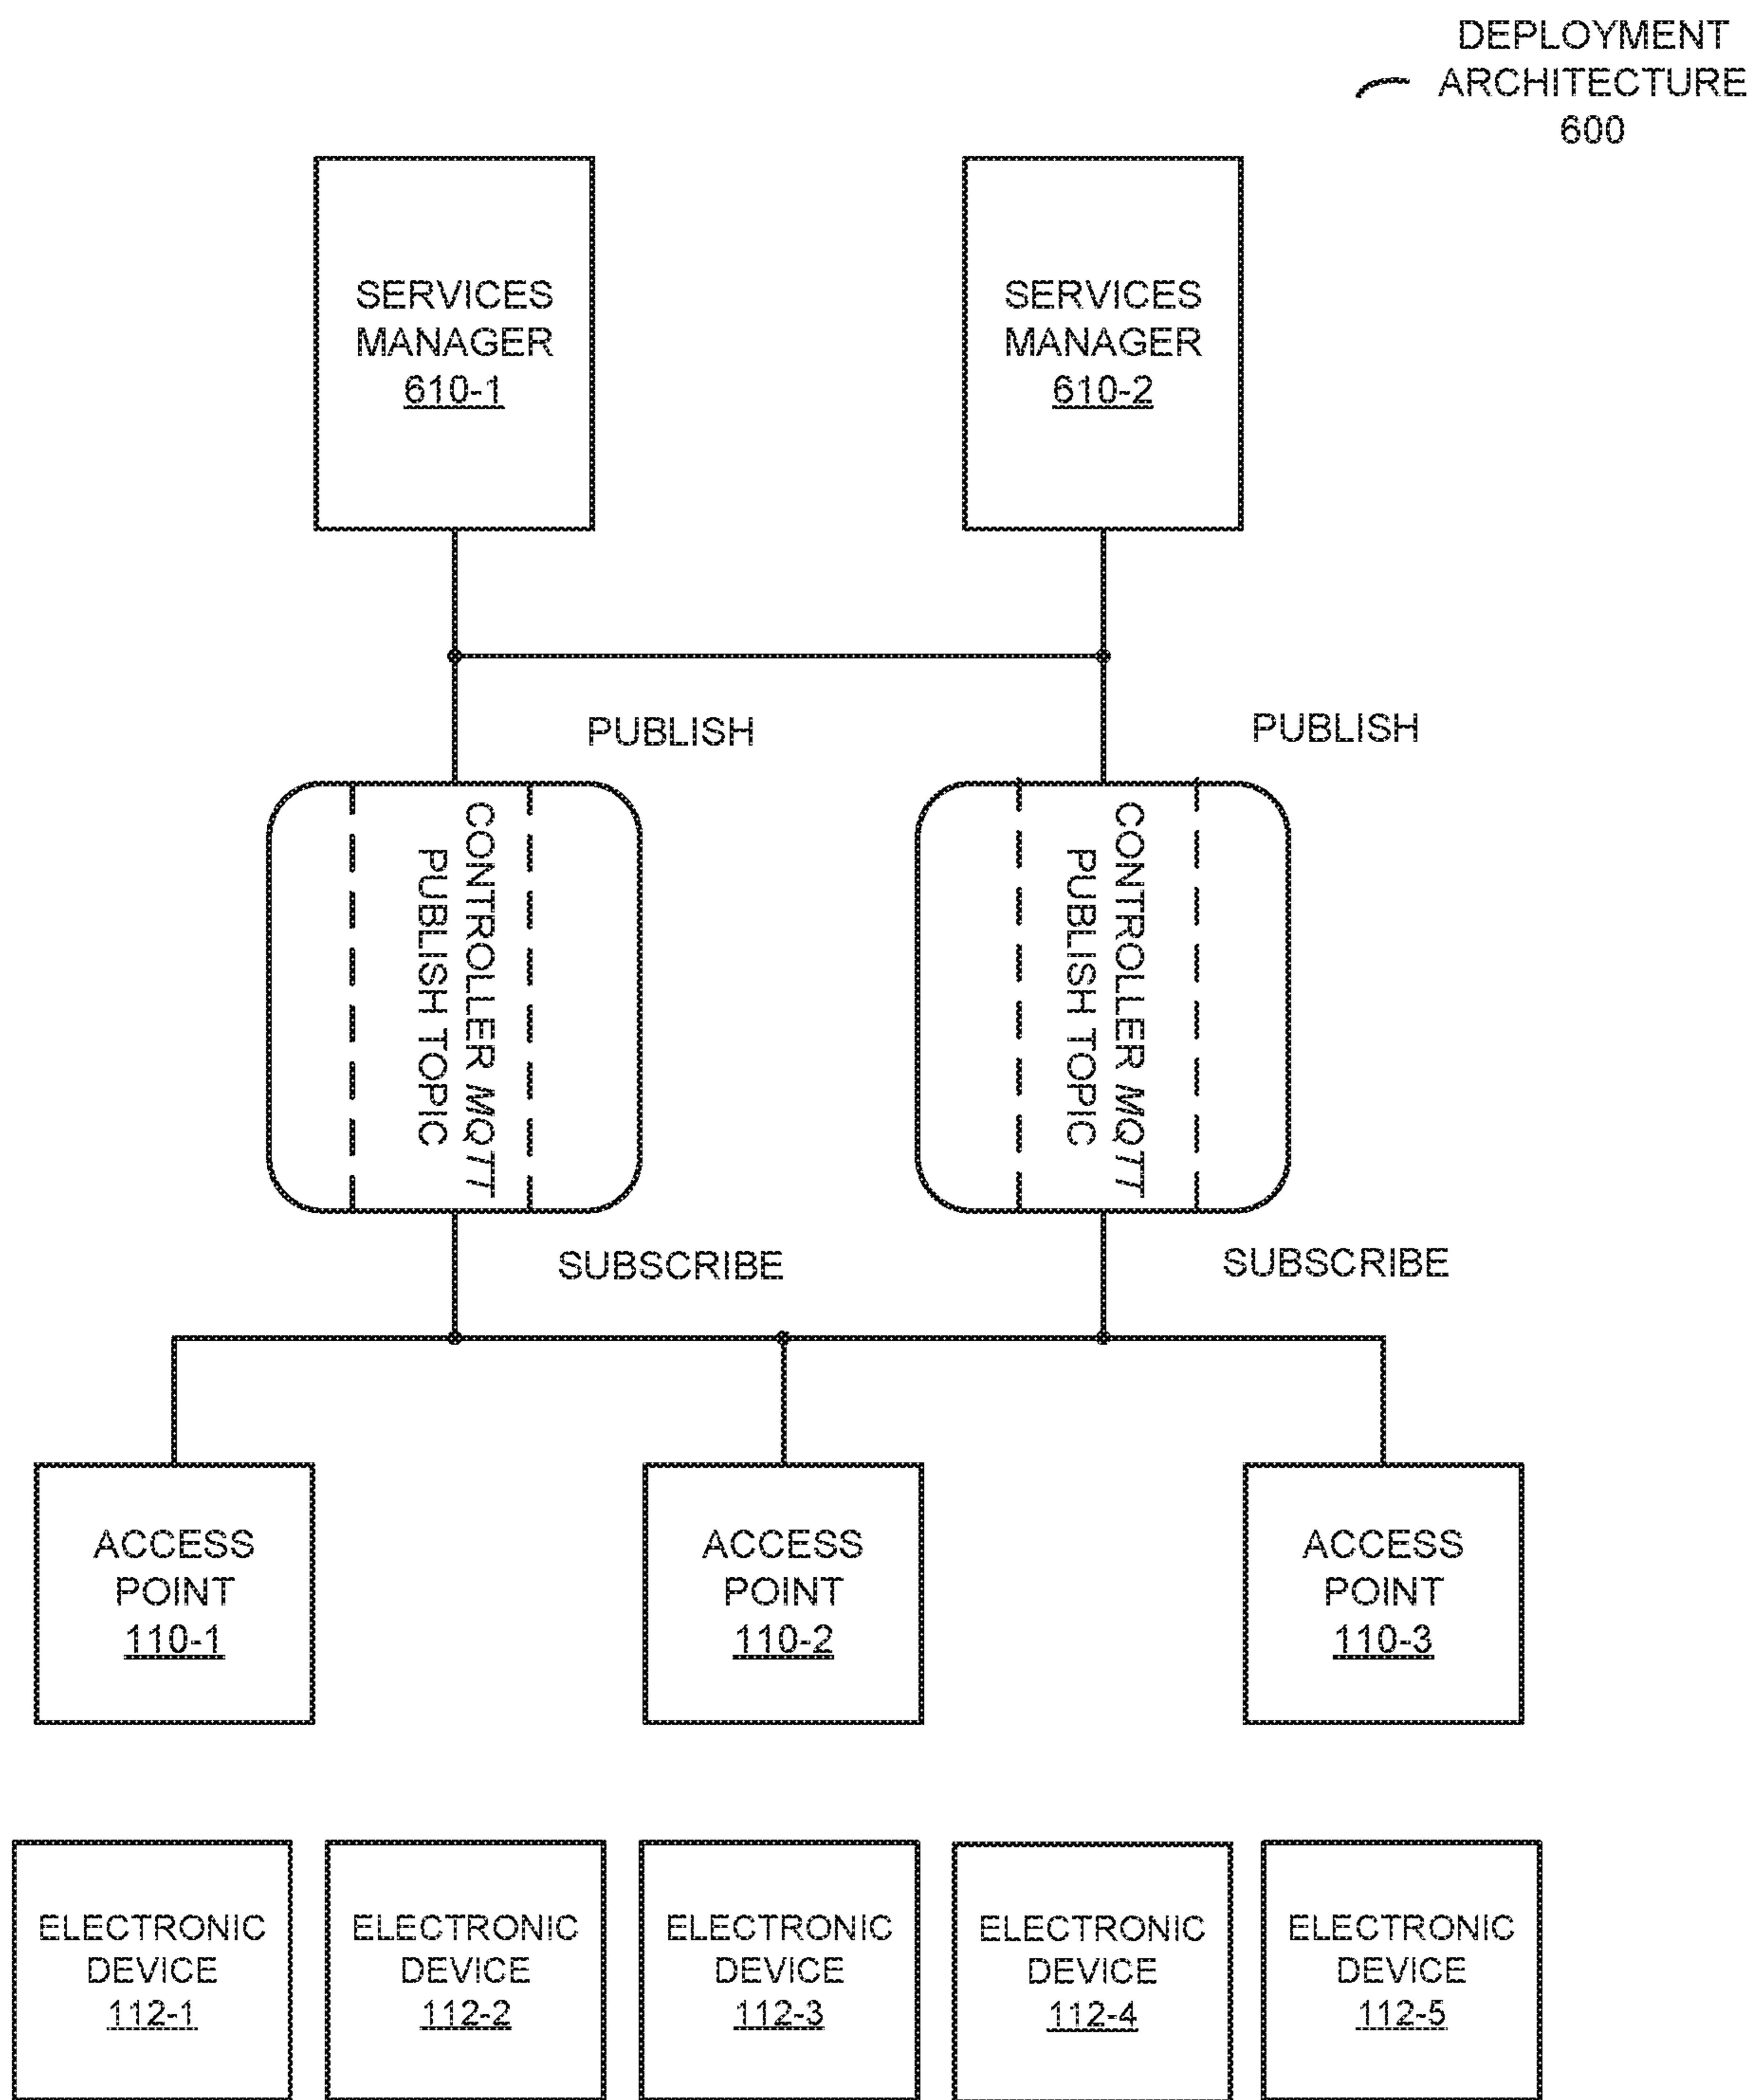 DEPLOYMENT
ARCHITECTURE
600
SERVICES
MANAGER
610-1
SERVICES
MANAGER
610-2
PUBLISH
PUBLISH
CONTROLLER MQTT
PUBLISH TOPIC
CONTROLLER MQTT
PUBLISH TOPIC
SUBSCRIBE
SUBSCRIBE
ACCESS
POINT
110-1
ACCESS
POINT
110-2
ACCESS
POINT
110-3
ELECTRONIC
DEVICE
112-1
ELECTRONIC
DEVICE
112-2
ELECTRONIC
DEVICE
112-3
ELECTRONIC
DEVICE
112-4
ELECTRONIC
DEVICE
112-5